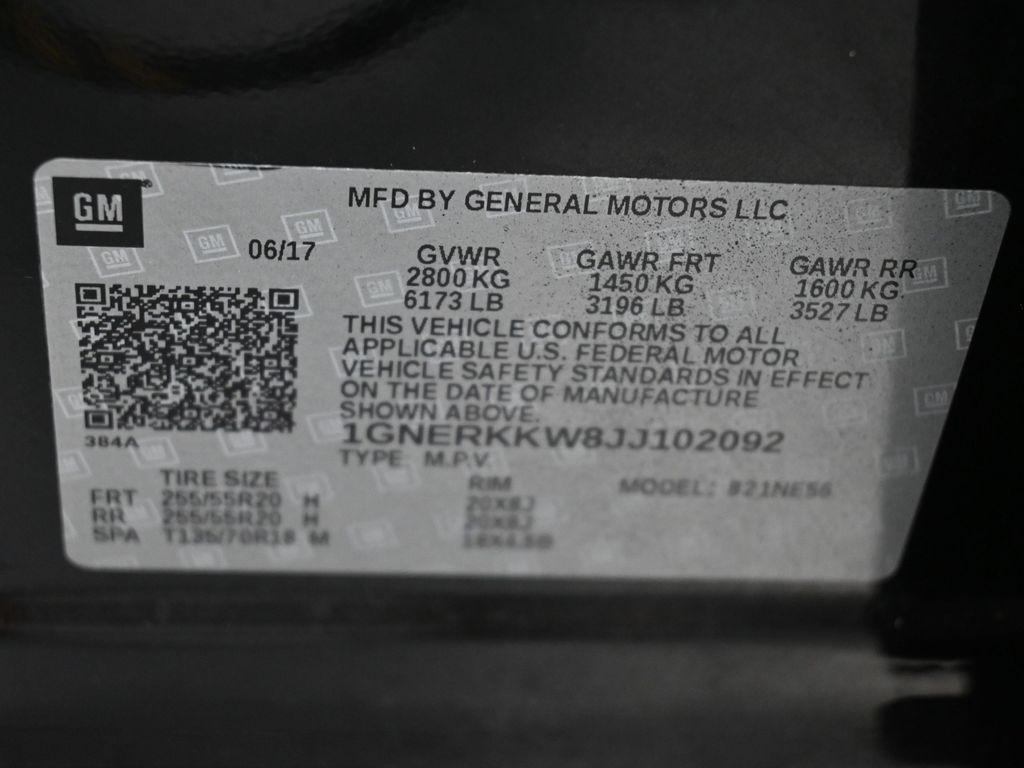 GM
MFD BY GENERAL MOTORS LLC
06/17
GVWR GAWR FRT GAWR RR
2800 KG 1450 KG 1600 KG
6173 LB 3196 LB 3527 LB
THIS VEHICLE CONFORMS TO ALL
APPLICABLE U.S. FEDERAL MOTOR
VEHICLE SAFETY STANDARDS IN EFFECT
ON THE DATE OF MANUFACTURE
SHOWN ABOVE.
384A
1GNERKKW8JJ102092
TYPE M.P.V.
TIRE SIZE RIM MODEL:
FRT 255/55R20 H 20X8J
RR 255/55R20 H 20X8J
SPA T135/70R18 M